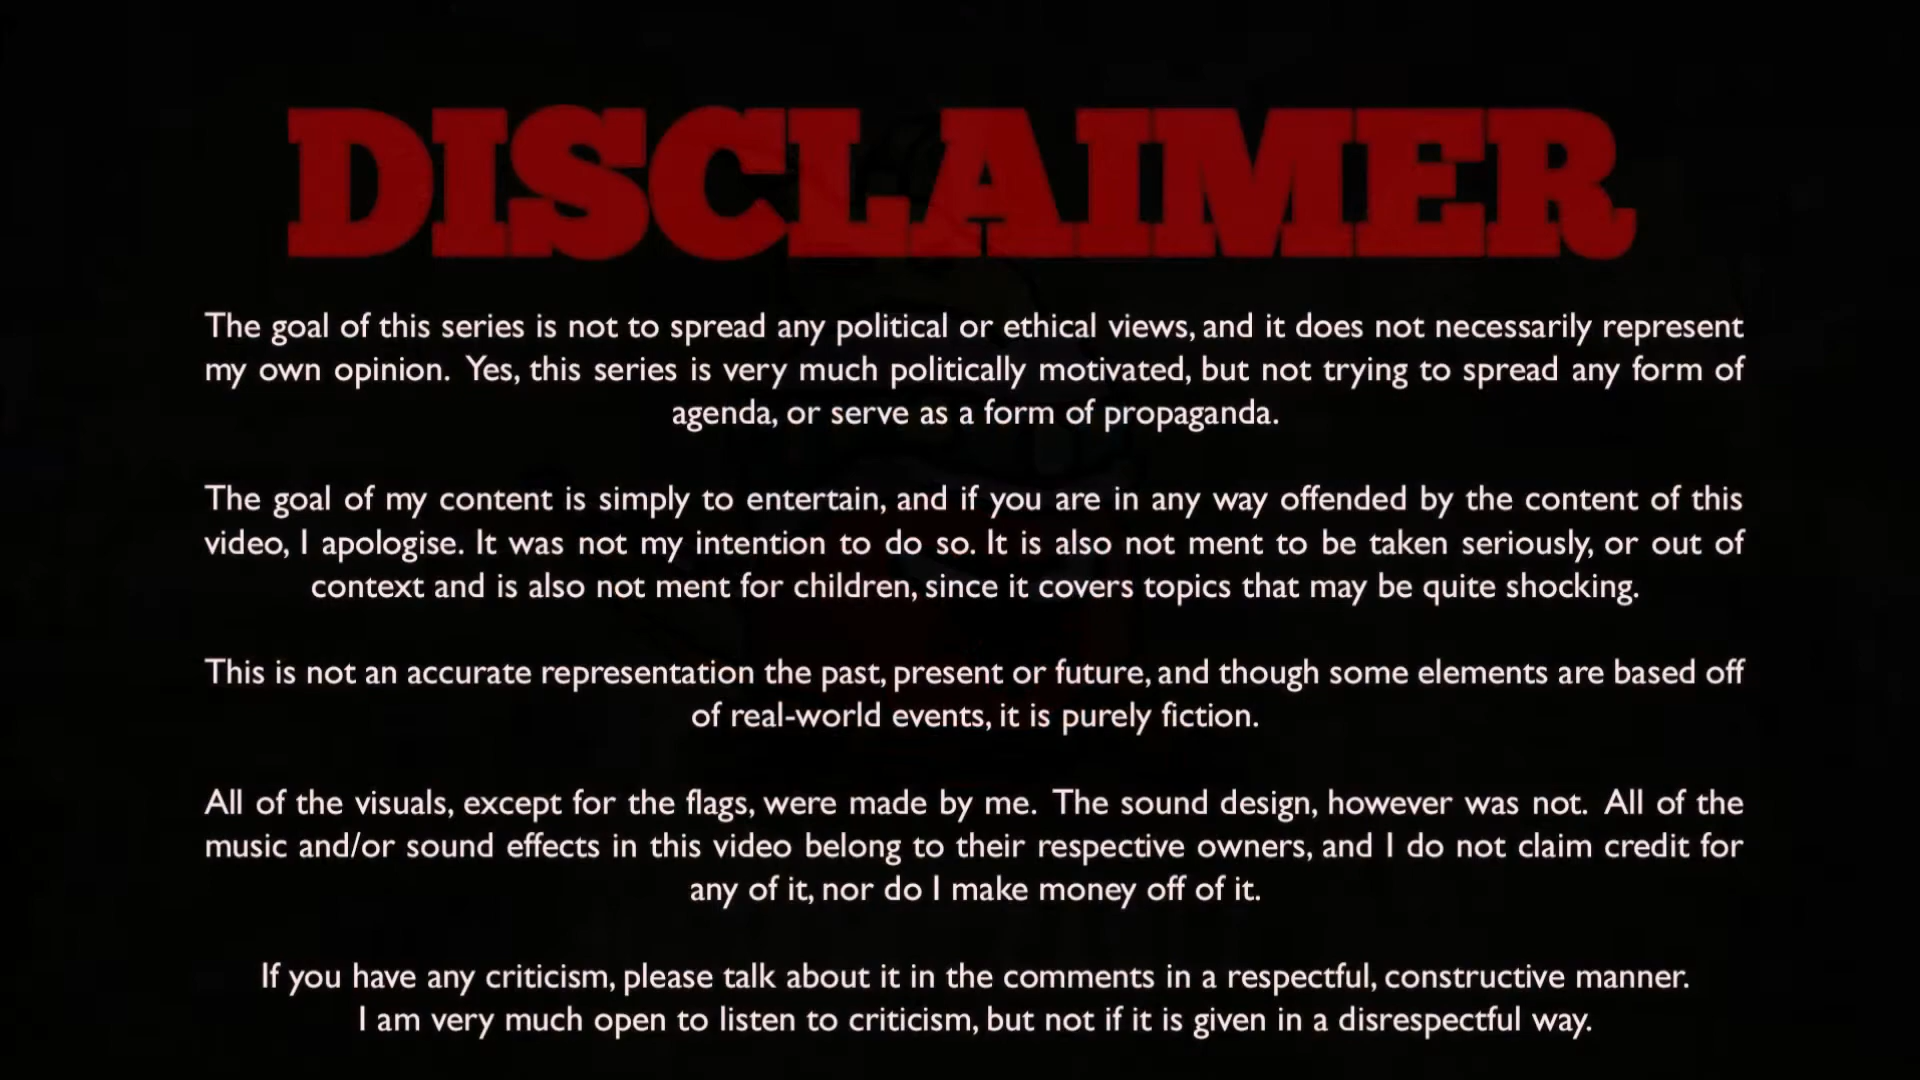 DISCLAIMER
The goal of this series is not to spread any political or ethical views, and it does not necessarily represent
my own opinion. Yes, this series is very much politically motivated, but not trying to spread any form of
agenda, or serve as a form of propaganda.
The goal of my content is simply to entertain, and if you are in any way offended by the content of this
video, I apologise. It was not my intention to do so. It is also not ment to be taken seriously, or out of
context and is also not ment for children, since it covers topics that may be quite shocking.
This is not an accurate representation the past, present or future, and though some elements are based off
of real-world events, it is purely fiction.
All of the visuals, except for the flags, were made by me. The sound design, however was not. All of the
music and/or sound effects in this video belong to their respective owners, and I do not claim credit for
any of it, nor do I make money off of it.
If you have any criticism, please talk about it in the comments in a respectful, constructive manner.
I am very much open to listen to criticism, but not if it is given in a disrespectful way.